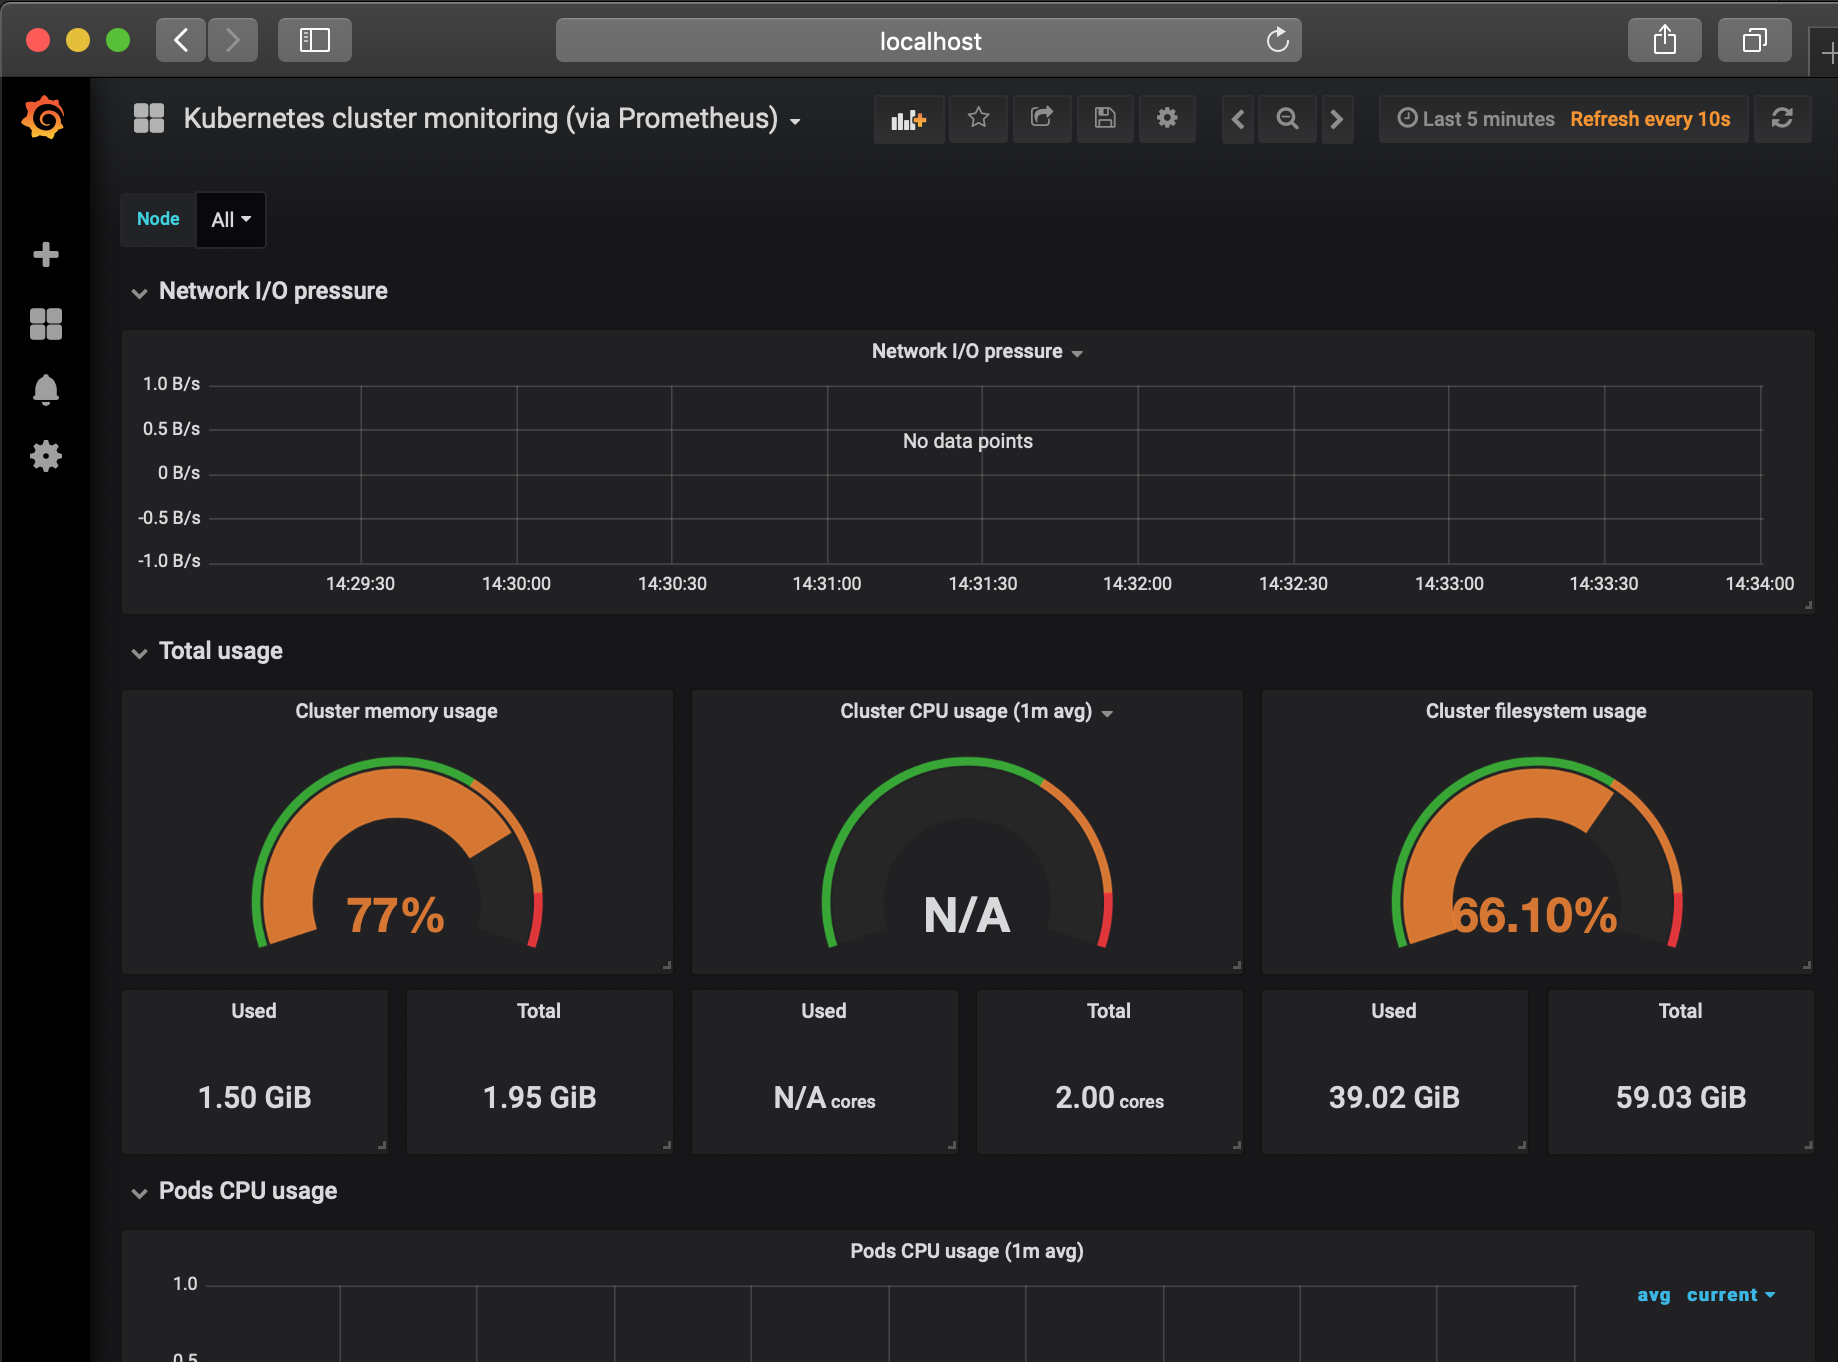 localhost
Kubernetes cluster monitoring (via Prometheus)
Last 5 minutes Refresh every 10s
Node All
Network I/O pressure
Network I/O pressure
1.0 B/s
0.5 B/s
No data points
0 B/s
-0.5 B/s
-1.0 B/s
14:29:30 14:30:00 14:30:30 14:31:00 14:31:30 14:32:00 14:32:30 14:33:00 14:33:30 14:34:00
Total usage
Cluster memory usage
77%
Cluster CPU usage (1m avg)
N/A
Cluster filesystem usage
66.10%
Used
1.50 GiB
Total
1.95 GiB
Used
N/A cores
Total
2.00 cores
Used
39.02 GiB
Total
59.03 GiB
Pods CPU usage
Pods CPU usage (1m avg)
1.0
avg current
0.5